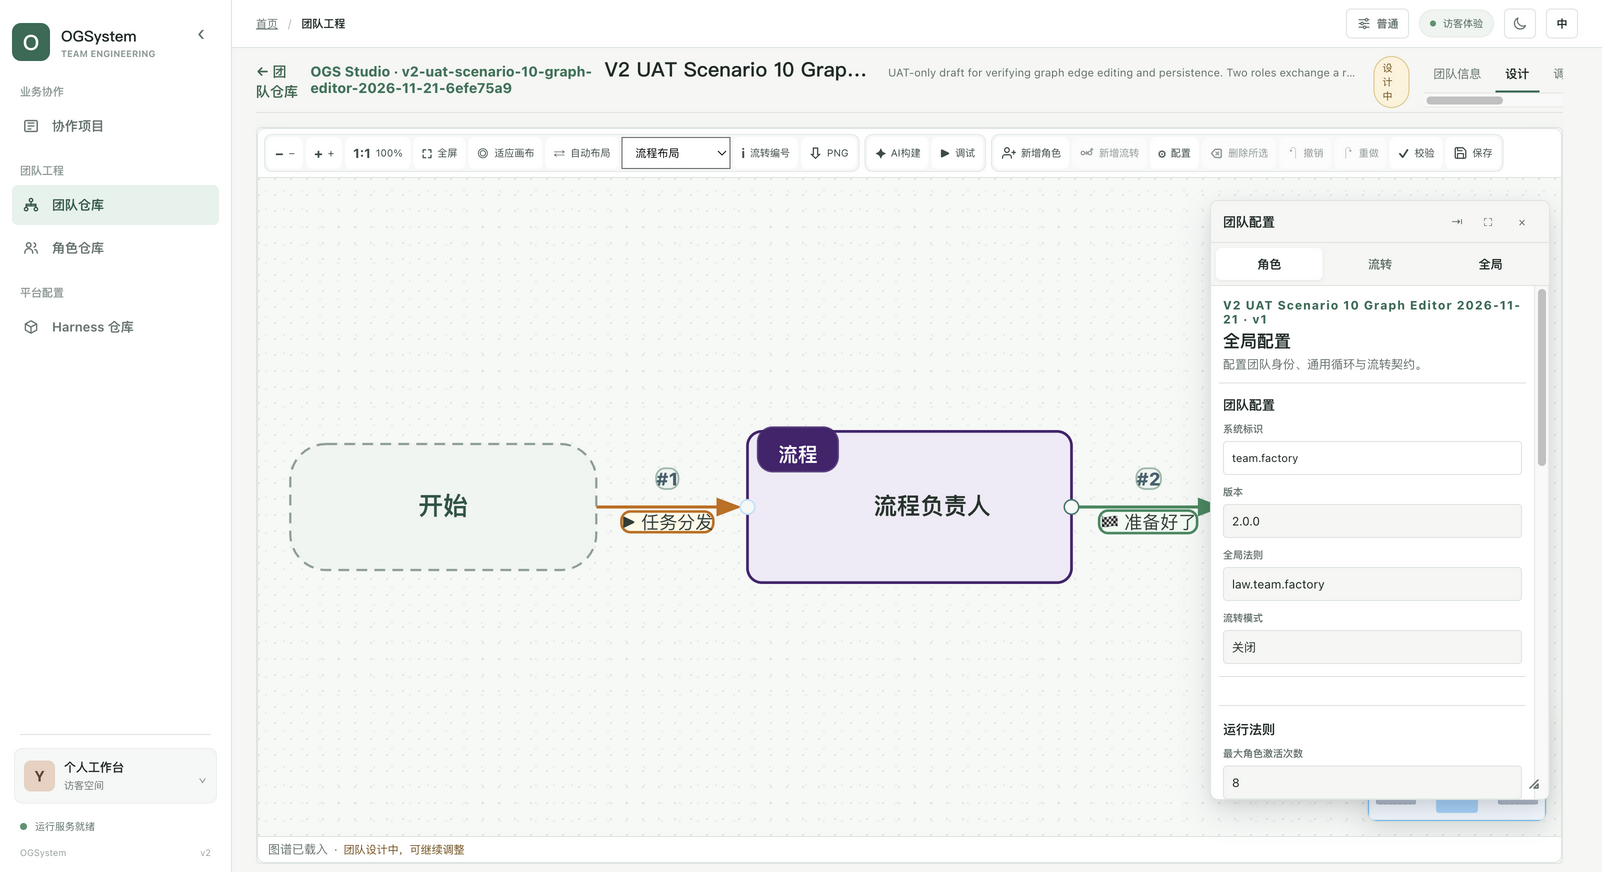 O
OGSystem
TEAM ENGINEERING
业务协作
协作项目
团队工程
团队仓库
角色仓库
平台配置
Harness 仓库
Y
个人工作台
访客空间
运行服务就绪
OGSystem
v2
首页 / 团队工程
普通
访客体验
中
← 团
队仓库
OGS Studio · v2-uat-scenario-10-graph-
editor-2026-11-21-6efe75a9
V2 UAT Scenario 10 Grap...
UAT-only draft for verifying graph edge editing and persistence. Two roles exchange a r...
设
计
中
团队信息
设计
− −
+ +
1:1 100%
全屏
适应画布
自动布局
流程布局
i 流转编号
PNG
AI构建
调试
新增角色
新增流转
配置
删除所选
撤销
重做
校验
保存
开始
#1
▶ 任务分发
流程
流程负责人
#2
🏁 准备好了
团队配置
角色
流转
全局
V2 UAT Scenario 10 Graph Editor 2026-11-
21 · v1
全局配置
配置团队身份、通用循环与流转契约。
团队配置
系统标识
team.factory
版本
2.0.0
全局法则
law.team.factory
流转模式
关闭
运行法则
最大角色激活次数
8
图谱已载入 · 团队设计中，可继续调整